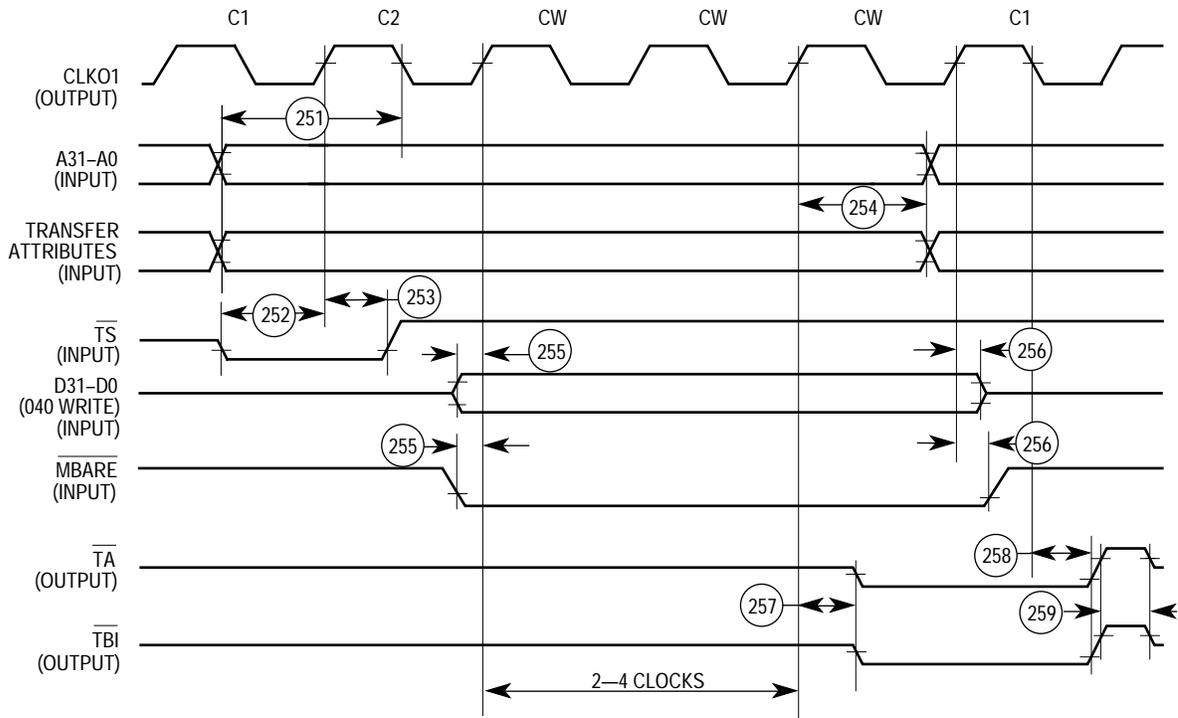 C1 C2 CW CW CW C1
CLKO1
(OUTPUT)
251
A31–A0
(INPUT)
254
TRANSFER
ATTRIBUTES
(INPUT)
252
253
TS
(INPUT)
255
256
D31–D0
(040 WRITE)
(INPUT)
255
256
MBARE
(INPUT)
TA
(OUTPUT)
258
257
259
TBI
(OUTPUT)
2—4 CLOCKS